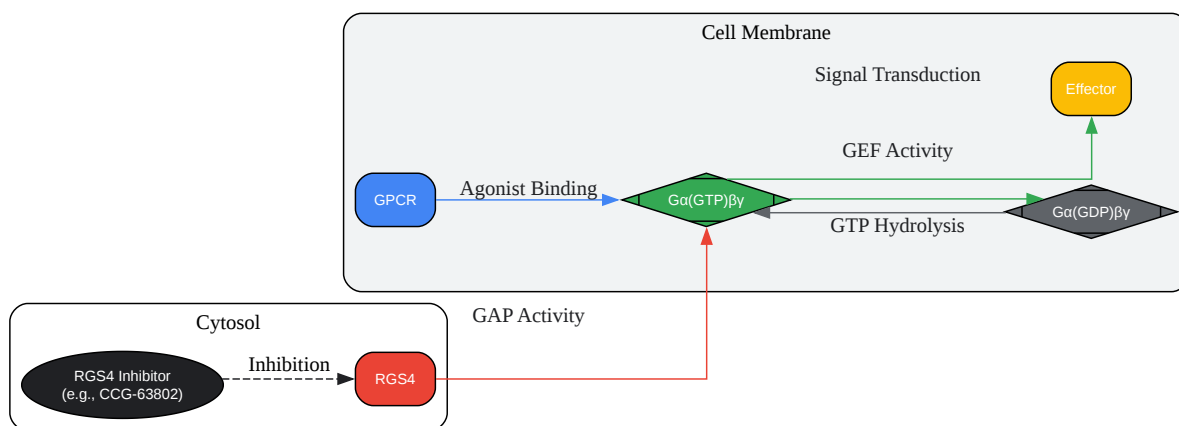 Cell Membrane
Signal Transduction
Effector
GEF Activity
GPCR
Agonist Binding
Gα(GTP)βγ
Gα(GDP)βγ
GTP Hydrolysis
GAP Activity
Cytosol
Inhibition
RGS4 Inhibitor
(e.g., CCG-63802)
RGS4